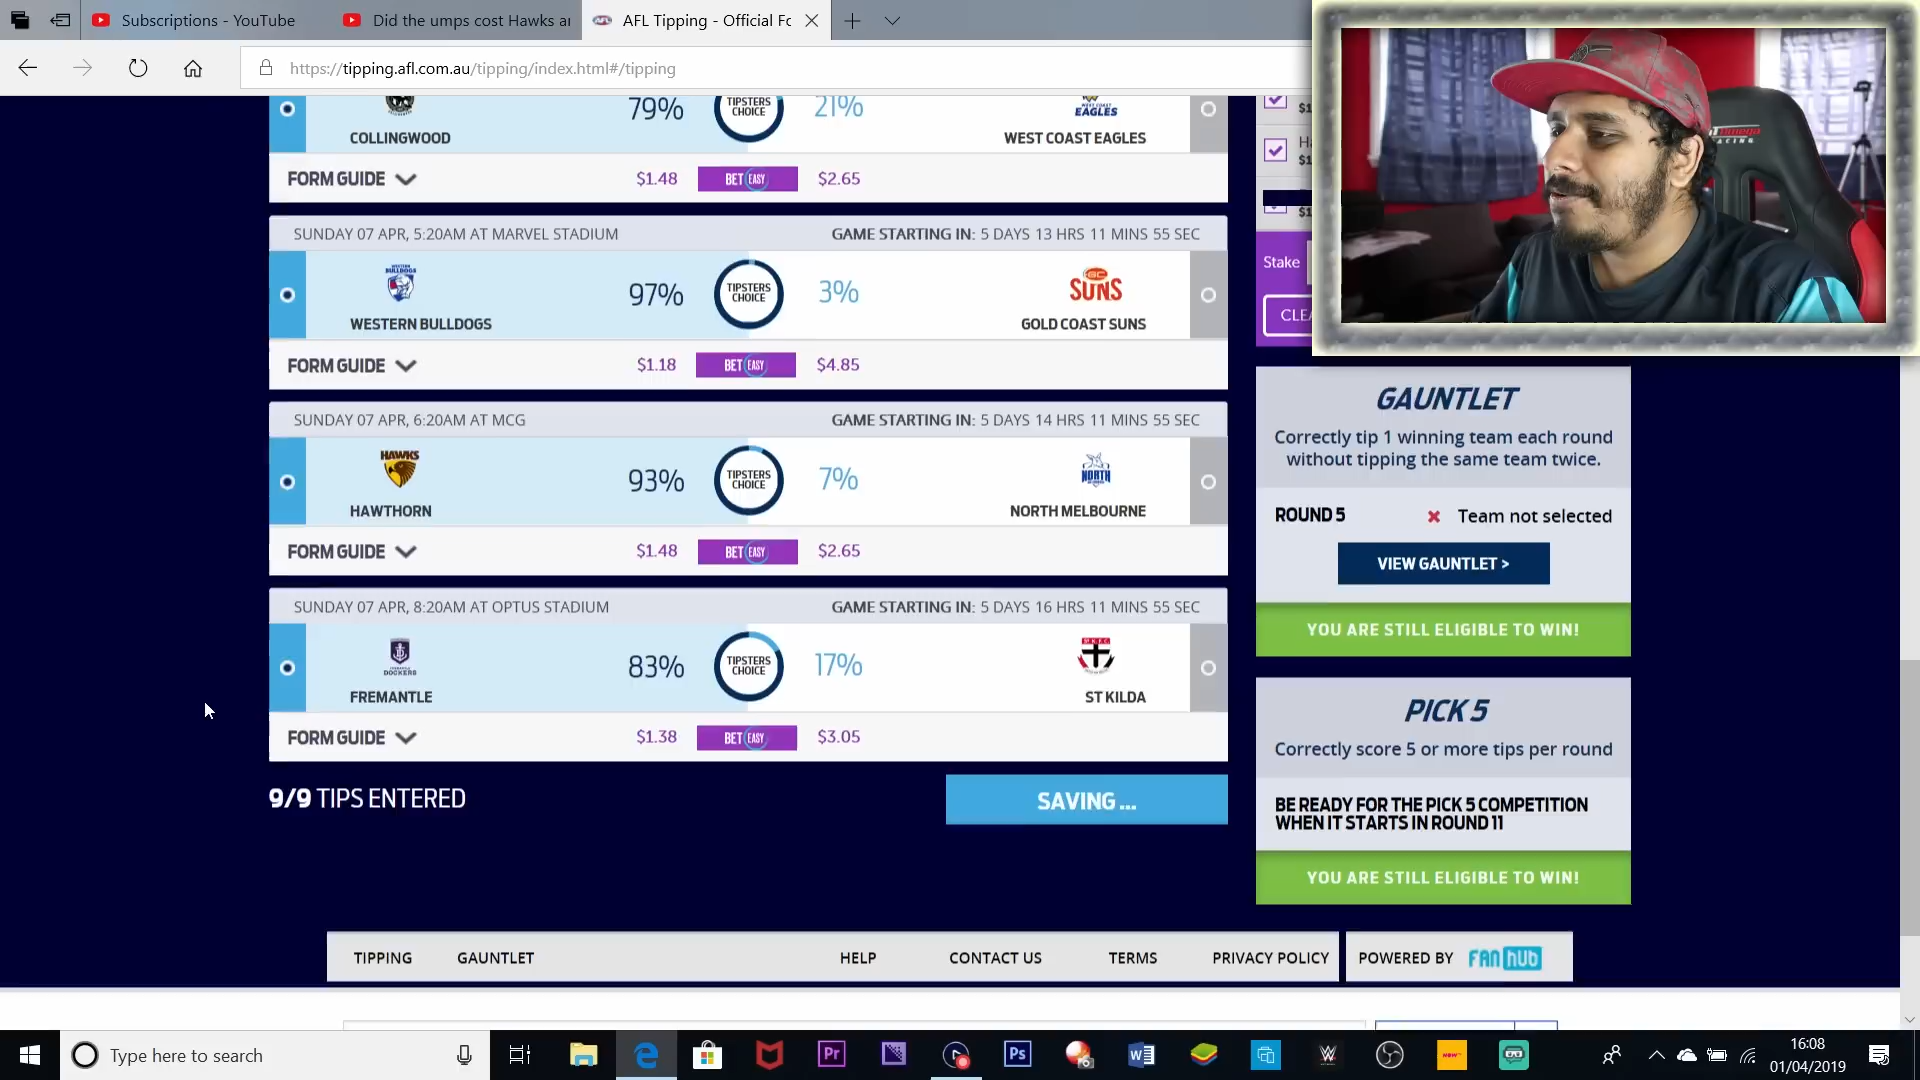 Subscriptions - YouTube
Did the umps cost Hawks ar
AFL Tipping - Official Fo
https://tipping.afl.com.au/tipping/index.html#/tipping
79% TIPSTERS CHOICE 21%
COLLINGWOOD
WEST COAST EAGLES
WEST COAST EAGLES
FORM GUIDE $1.48 BET EASY $2.65
SUNDAY 07 APR, 5:20AM AT MARVEL STADIUM GAME STARTING IN: 5 DAYS 13 HRS 11 MINS 55 SEC
97% TIPSTERS CHOICE 3%
GC SUNS
WESTERN BULLDOGS
GOLD COAST SUNS
FORM GUIDE $1.18 BET EASY $4.85
SUNDAY 07 APR, 6:20AM AT MCG GAME STARTING IN: 5 DAYS 14 HRS 11 MINS 55 SEC
HAWKS
93% TIPSTERS CHOICE 7%
NORTH
HAWTHORN
NORTH MELBOURNE
FORM GUIDE $1.48 BET EASY $2.65
SUNDAY 07 APR, 8:20AM AT OPTUS STADIUM GAME STARTING IN: 5 DAYS 16 HRS 11 MINS 55 SEC
DOCKERS
83% TIPSTERS CHOICE 17%
FREMANTLE
ST KILDA
FORM GUIDE $1.38 BET EASY $3.05
9/9 TIPS ENTERED
SAVING ...
Stake
GAUNTLET
Correctly tip 1 winning team each round
without tipping the same team twice.
ROUND 5 Team not selected
VIEW GAUNTLET >
YOU ARE STILL ELIGIBLE TO WIN!
PICK 5
Correctly score 5 or more tips per round
BE READY FOR THE PICK 5 COMPETITION
WHEN IT STARTS IN ROUND 11
YOU ARE STILL ELIGIBLE TO WIN!
TIPPING GAUNTLET HELP CONTACT US TERMS PRIVACY POLICY POWERED BY FANHUB
Type here to search
Pr
Ps
16:08
01/04/2019